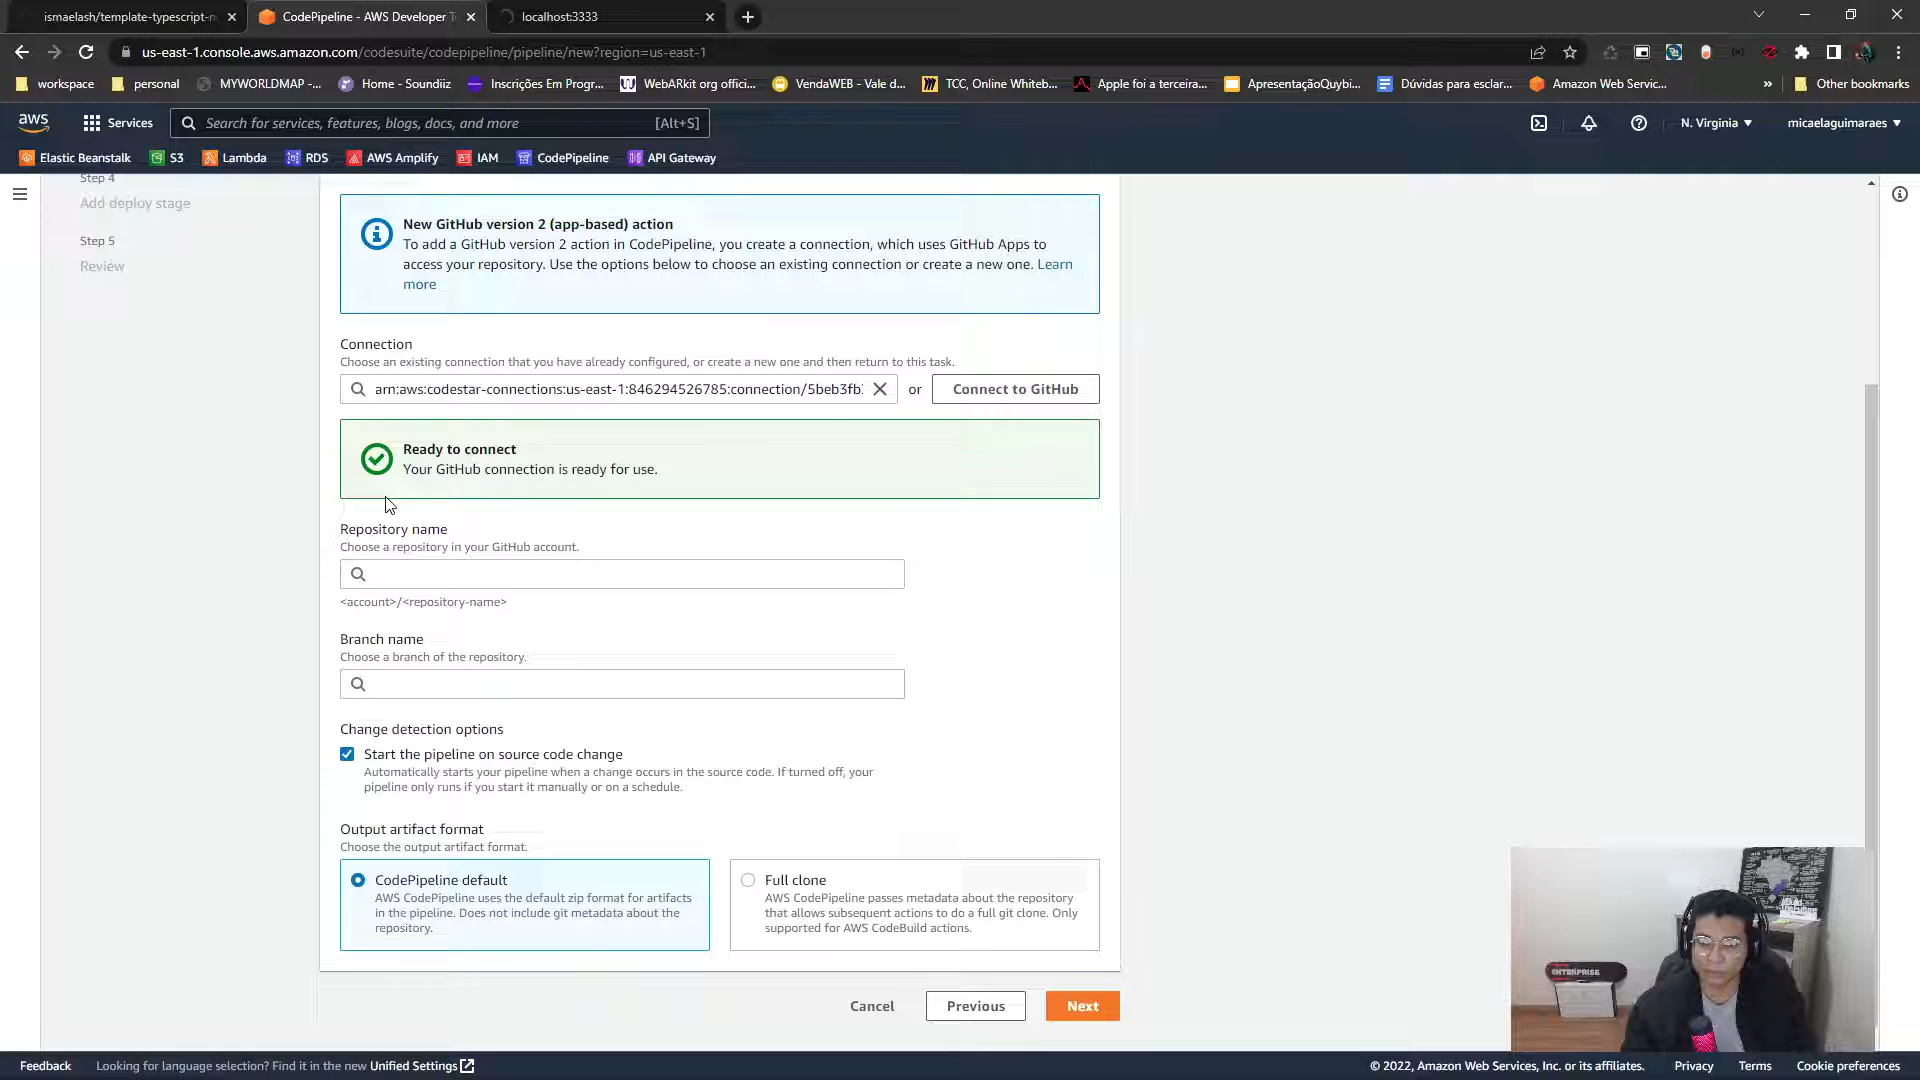 ismaelash/template-typescript-n
CodePipeline - AWS Developer T
localhost:3333
us-east-1.console.aws.amazon.com/codesuite/codepipeline/pipeline/new?region=us-east-1
workspace
personal
MYWORLDMAP -...
Home - Soundiiz
Inscrições Em Progr...
WebARkit org offici...
VendaWEB - Vale d...
TCC, Online Whiteb...
Apple foi a terceira...
ApresentaçãoQuybi...
Dúvidas para esclar...
Amazon Web Servic...
»
Other bookmarks
aws
Services
Search for services, features, blogs, docs, and more
[Alt+S]
N. Virginia
micaelaguimaraes
Elastic Beanstalk
S3
Lambda
RDS
AWS Amplify
IAM
CodePipeline
API Gateway
Step 4
Add deploy stage
Step 5
Review
New GitHub version 2 (app-based) action
To add a GitHub version 2 action in CodePipeline, you create a connection, which uses GitHub Apps to
access your repository. Use the options below to choose an existing connection or create a new one. Learn
more
Connection
Choose an existing connection that you have already configured, or create a new one and then return to this task.
arn:aws:codestar-connections:us-east-1:846294526785:connection/5beb3fb
or
Connect to GitHub
Ready to connect
Your GitHub connection is ready for use.
Repository name
Choose a repository in your GitHub account.
<account>/<repository-name>
Branch name
Choose a branch of the repository.
Change detection options
Start the pipeline on source code change
Automatically starts your pipeline when a change occurs in the source code. If turned off, your
pipeline only runs if you start it manually or on a schedule.
Output artifact format
Choose the output artifact format.
CodePipeline default
AWS CodePipeline uses the default zip format for artifacts
in the pipeline. Does not include git metadata about the
repository.
Full clone
AWS CodePipeline passes metadata about the repository
that allows subsequent actions to do a full git clone. Only
supported for AWS CodeBuild actions.
Cancel
Previous
Next
ENTERPRISE
Feedback
Looking for language selection? Find it in the new Unified Settings
© 2022, Amazon Web Services, Inc. or its affiliates.
Privacy
Terms
Cookie preferences